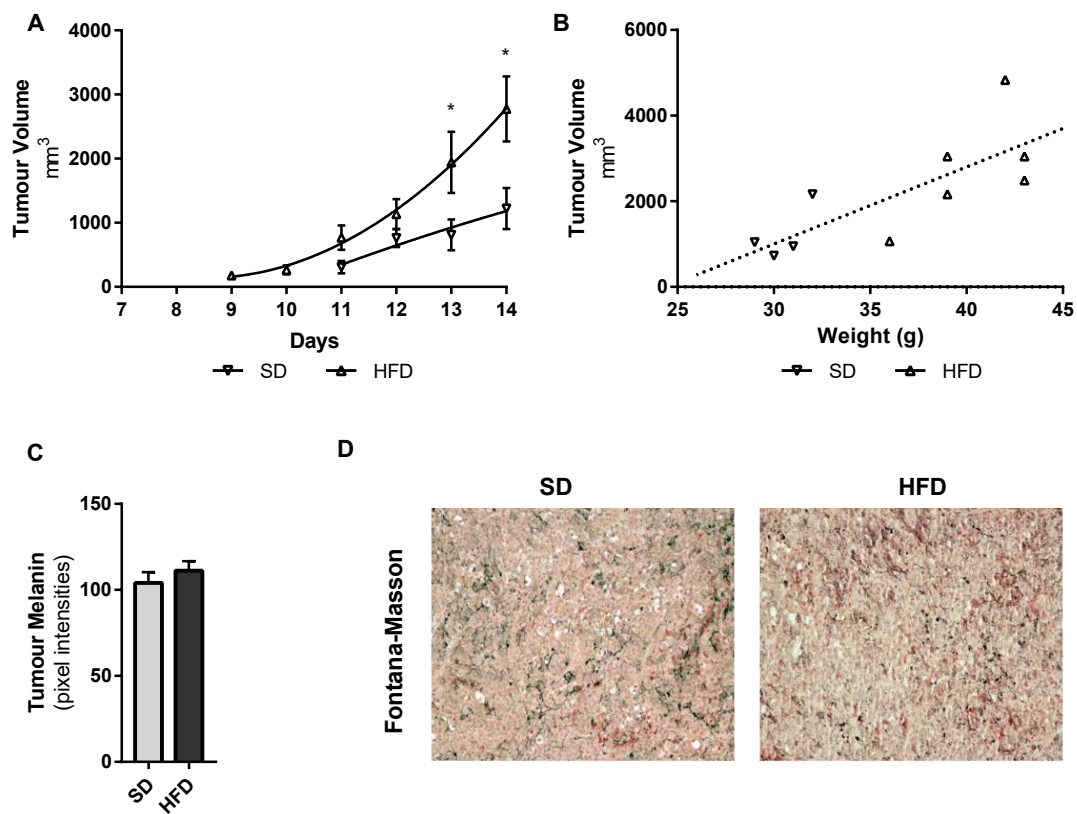 A
Tumour Volume
mm³
4000
3000
2000
1000
0
*
*
7 8 9 10 11 12 13 14
Days
SD HFD
B
Tumour Volume
mm³
6000
4000
2000
0
25 30 35 40 45
Weight (g)
SD HFD
C
Tumour Melanin
(pixel intensities)
150
100
50
0
SD HFD
D
SD HFD
Fontana-Masson